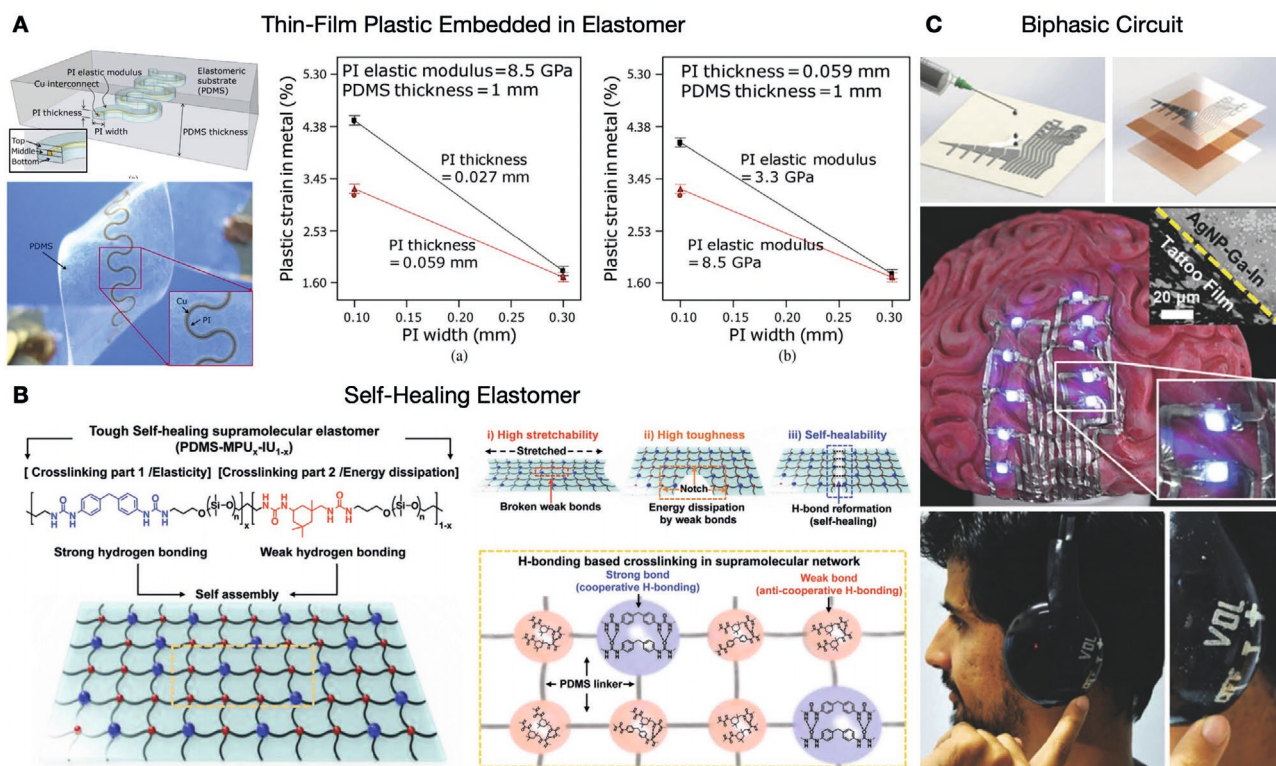 A
Thin-Film Plastic Embedded in Elastomer
PI elastic modulus
Cu interconnect
Elastomeric
substrate
(PDMS)
PI thickness
PI width
PDMS thickness
Top
Middle
Bottom
PDMS
Cu
PI
Plastic strain in metal (%)
5.30
4.38
3.45
2.53
1.60
PI elastic modulus=8.5 GPa
PDMS thickness=1 mm
PI thickness
=0.027 mm
PI thickness
=0.059 mm
0.10 0.15 0.20 0.25 0.30
PI width (mm)
(a)
Plastic strain in metal (%)
5.30
4.38
3.45
2.53
1.60
PI thickness=0.059 mm
PDMS thickness=1 mm
PI elastic modulus
=3.3 GPa
PI elastic modulus
=8.5 GPa
0.10 0.15 0.20 0.25 0.30
PI width (mm)
(b)
B
Self-Healing Elastomer
Tough Self-healing supramolecular elastomer
(PDMS-MPUx-IU1-x)
[ Crosslinking part 1 /Elasticity] [Crosslinking part 2 /Energy dissipation]
Strong hydrogen bonding
Weak hydrogen bonding
Self assembly
i) High stretchability
Stretched
Broken weak bonds
ii) High toughness
Notch
Energy dissipation
by weak bonds
iii) Self-healability
H-bond reformation
(self-healing)
H-bonding based crosslinking in supramolecular network
Strong bond
(cooperative H-bonding)
Weak bond
(anti-cooperative H-bonding)
PDMS linker
C
Biphasic Circuit
AgNP-Ga-In
Tattoo Film
20 µm
VOL
+
VOL
+